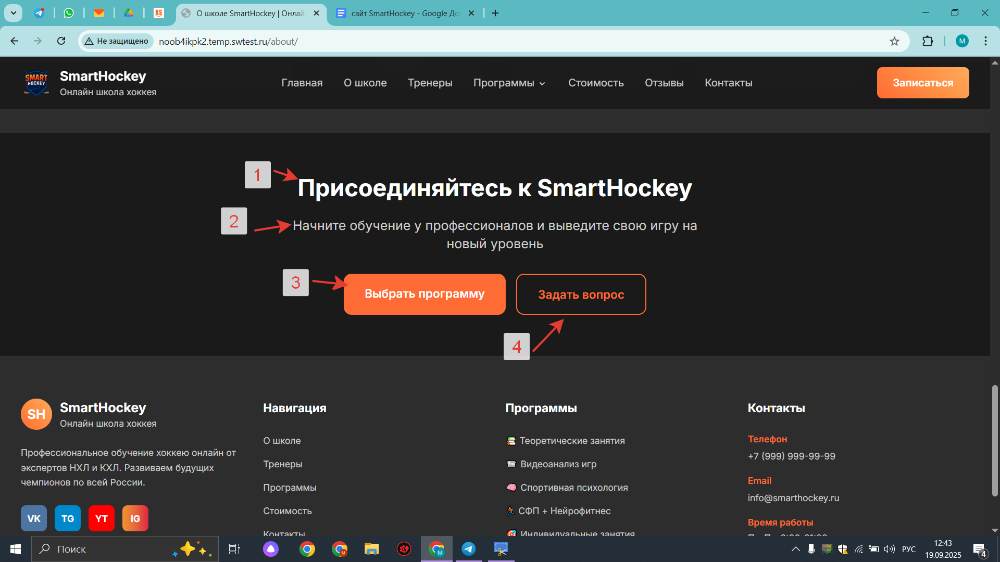 О школе SmartHockey | Онлай
сайт SmartHockey - Google До
Не защищено
noob4ikpk2.temp.swtest.ru/about/
M
SMART
HOCKEY
SmartHockey
Онлайн школа хоккея
Главная
О школе
Тренеры
Программы
Стоимость
Отзывы
Контакты
Записаться
1
Присоединяйтесь к SmartHockey
2
Начните обучение у профессионалов и выведите свою игру на
новый уровень
3
Выбрать программу
Задать вопрос
4
SH
SmartHockey
Онлайн школа хоккея
Профессиональное обучение хоккею онлайн от
экспертов НХЛ и КХЛ. Развиваем будущих
чемпионов по всей России.
VK
TG
YT
IG
Навигация
О школе
Тренеры
Программы
Стоимость
Контакты
Программы
Теоретические занятия
Видеоанализ игр
Спортивная психология
СФП + Нейрофитнес
Индивидуальные занятия
Контакты
Телефон
+7 (999) 999-99-99
Email
info@smarthockey.ru
Время работы
Поиск
РУС
12:43
19.09.2025
4